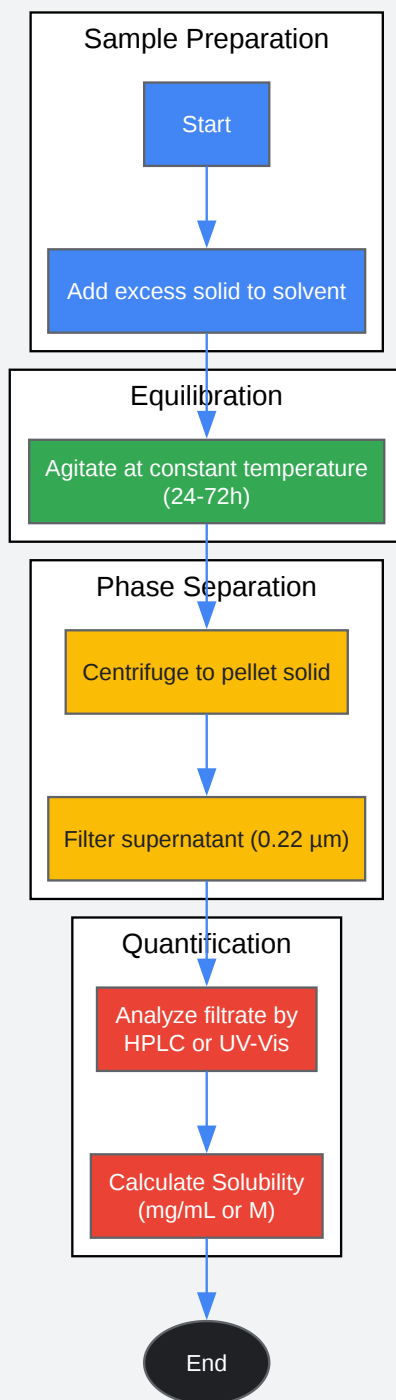 Sample Preparation
Start
Add excess solid to solvent
Equilibration
Agitate at constant temperature
(24-72h)
Phase Separation
Centrifuge to pellet solid
Filter supernatant (0.22 µm)
Quantification
Analyze filtrate by
HPLC or UV-Vis
Calculate Solubility
(mg/mL or M)
End